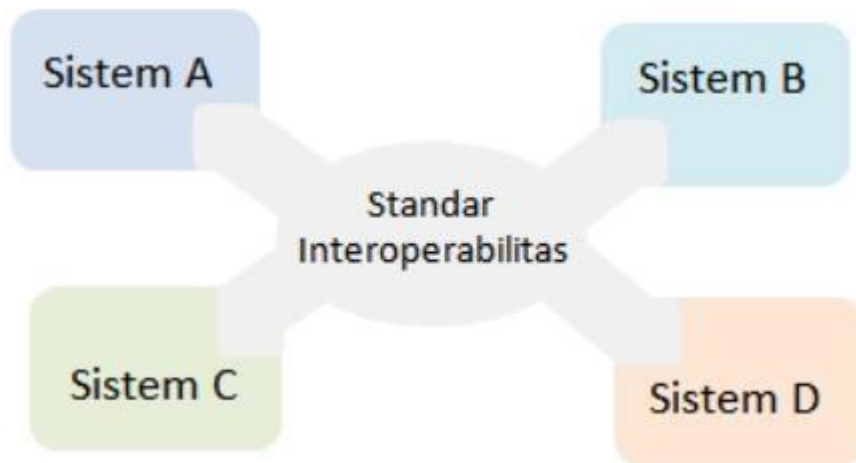 Sistem A
Sistem B
Standar
Interoperabilitas
Sistem C
Sistem D